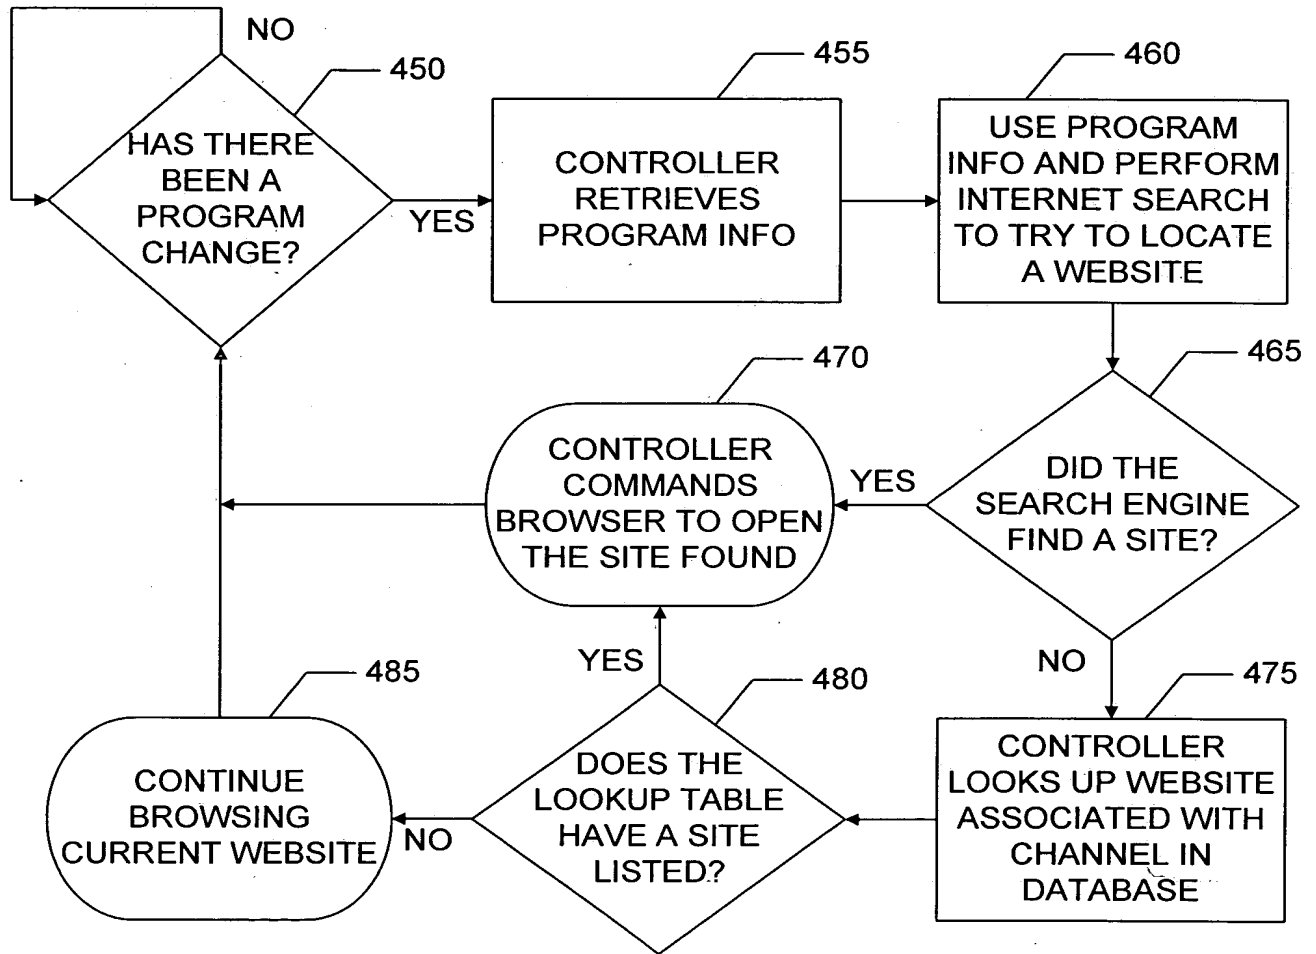 NO
450
HAS THERE
BEEN A
PROGRAM
CHANGE?
YES
455
CONTROLLER
RETRIEVES
PROGRAM INFO
460
USE PROGRAM
INFO AND PERFORM
INTERNET SEARCH
TO TRY TO LOCATE
A WEBSITE
465
DID THE
SEARCH ENGINE
FIND A SITE?
YES
470
CONTROLLER
COMMANDS
BROWSER TO OPEN
THE SITE FOUND
NO
475
CONTROLLER
LOOKS UP WEBSITE
ASSOCIATED WITH
CHANNEL IN
DATABASE
YES
480
DOES THE
LOOKUP TABLE
HAVE A SITE
LISTED?
NO
485
CONTINUE
BROWSING
CURRENT WEBSITE